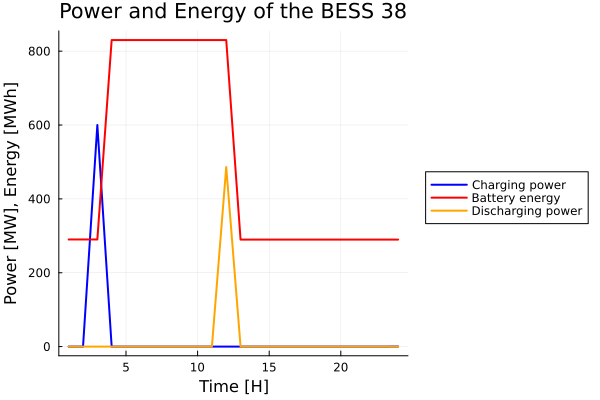 Power and Energy of the BESS 38
Power [MW], Energy [MWh]
800
600
400
200
0
5 10 15 20
Time [H]
Charging power
Battery energy
Discharging power